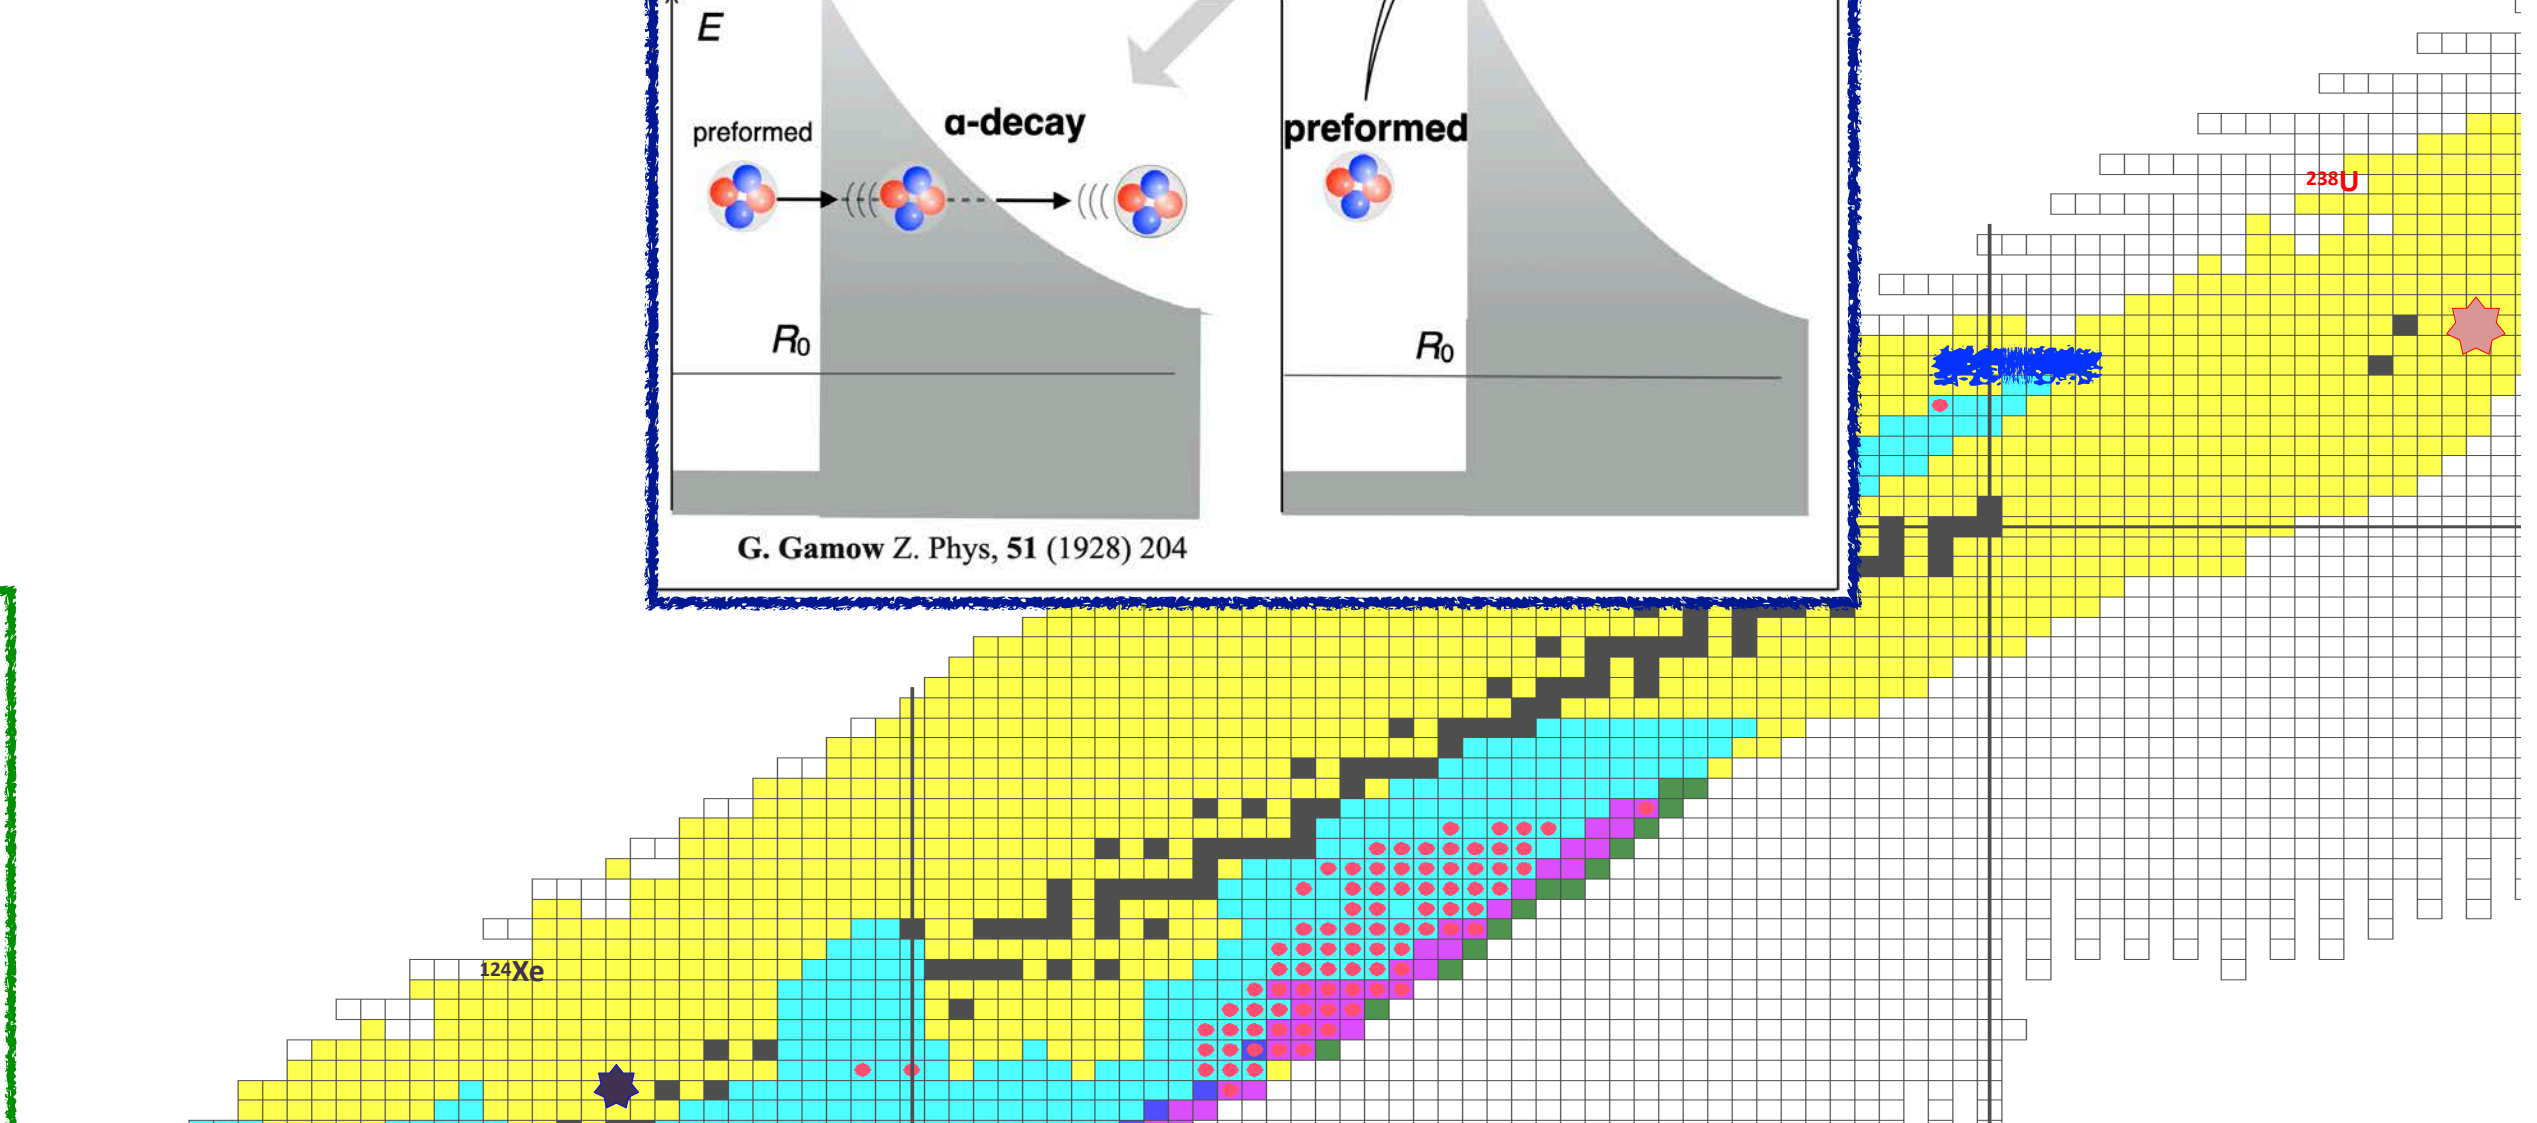 E
preformed
α-decay
preformed
R₀
R₀
G. Gamow Z. Phys, 51 (1928) 204
²³⁸U
¹²⁴Xe